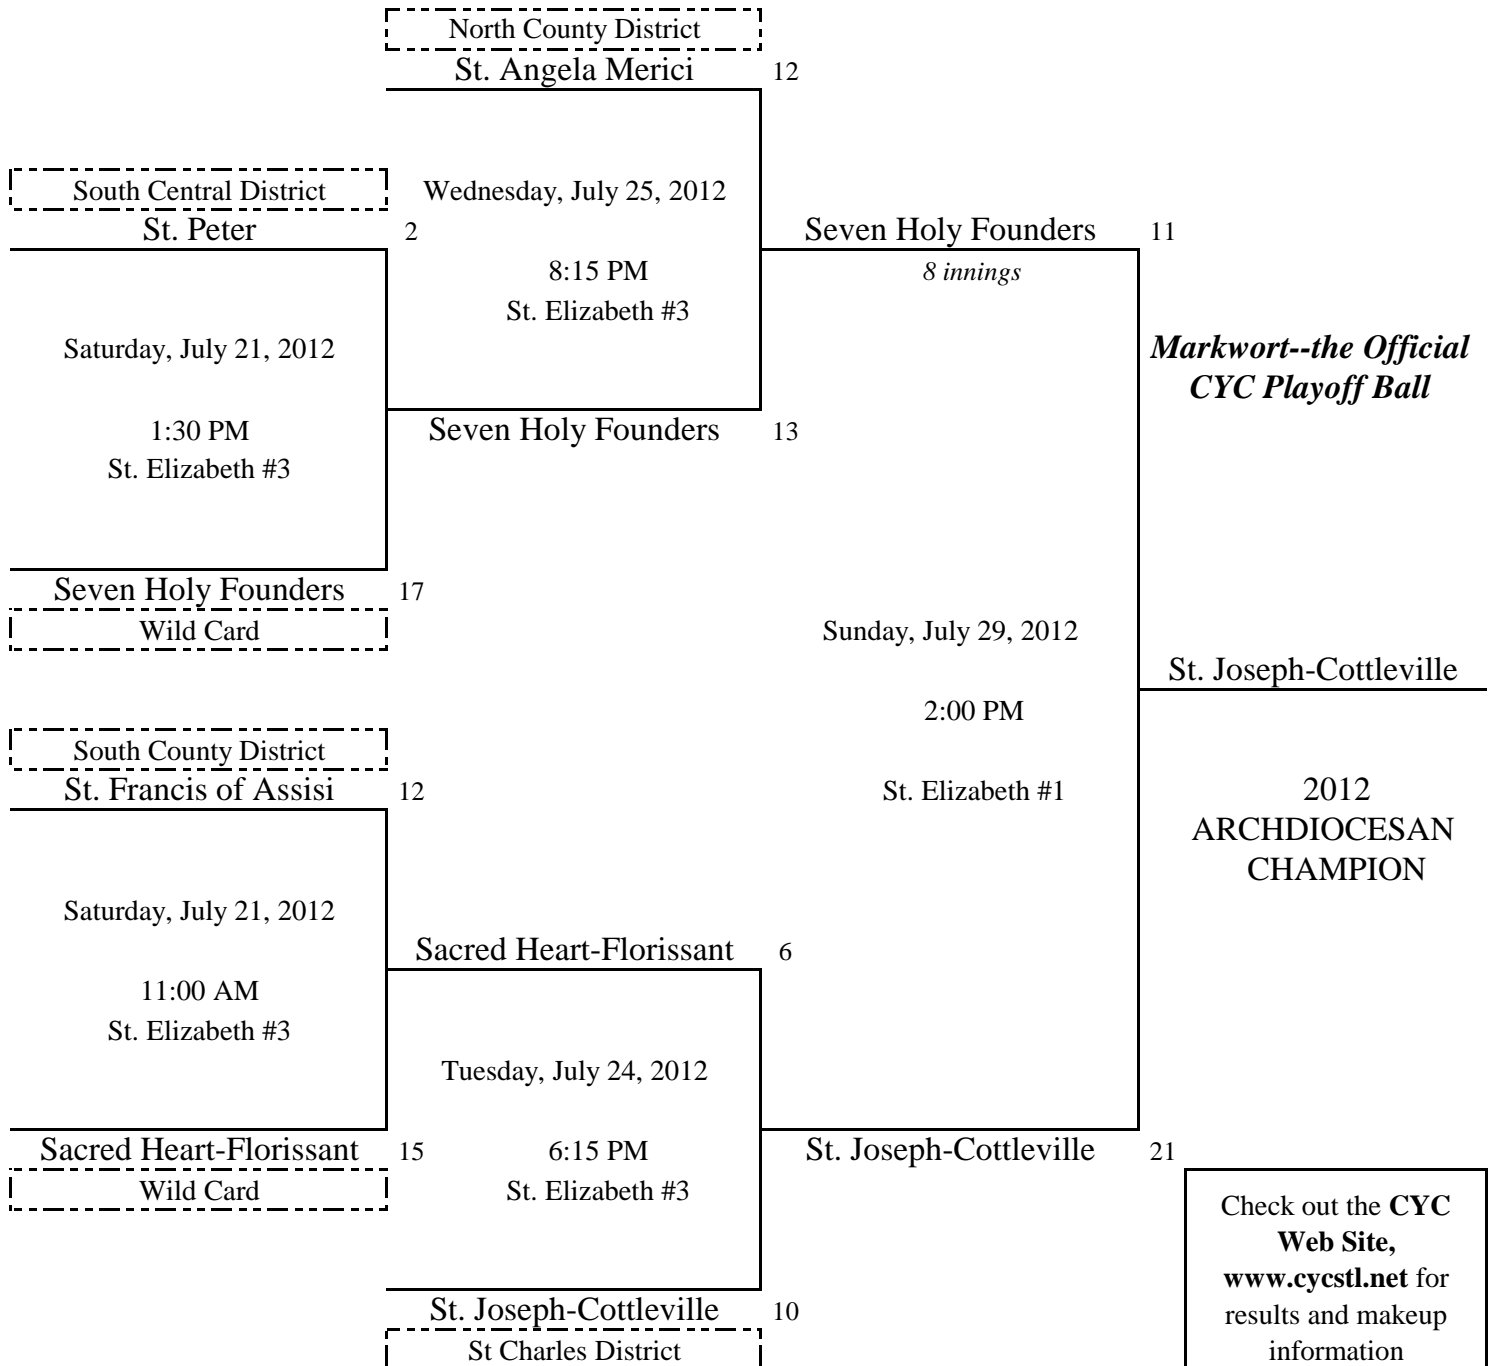 North County District
St. Angela Merici 12
South Central District
Wednesday, July 25, 2012
St. Peter 2
Seven Holy Founders 11
8:15 PM
8 innings
St. Elizabeth #3
Saturday, July 21, 2012
Markwort--the Official
CYC Playoff Ball
1:30 PM
Seven Holy Founders 13
St. Elizabeth #3
Seven Holy Founders 17
Wild Card
Sunday, July 29, 2012
St. Joseph-Cottleville
2:00 PM
South County District
St. Francis of Assisi 12
St. Elizabeth #1
2012
ARCHDIOCESAN
CHAMPION
Saturday, July 21, 2012
Sacred Heart-Florissant 6
11:00 AM
St. Elizabeth #3
Tuesday, July 24, 2012
Sacred Heart-Florissant 15
6:15 PM
St. Joseph-Cottleville 21
Wild Card
St. Elizabeth #3
Check out the CYC
Web Site,
www.cycstl.net for
results and makeup
information
St. Joseph-Cottleville 10
St Charles District